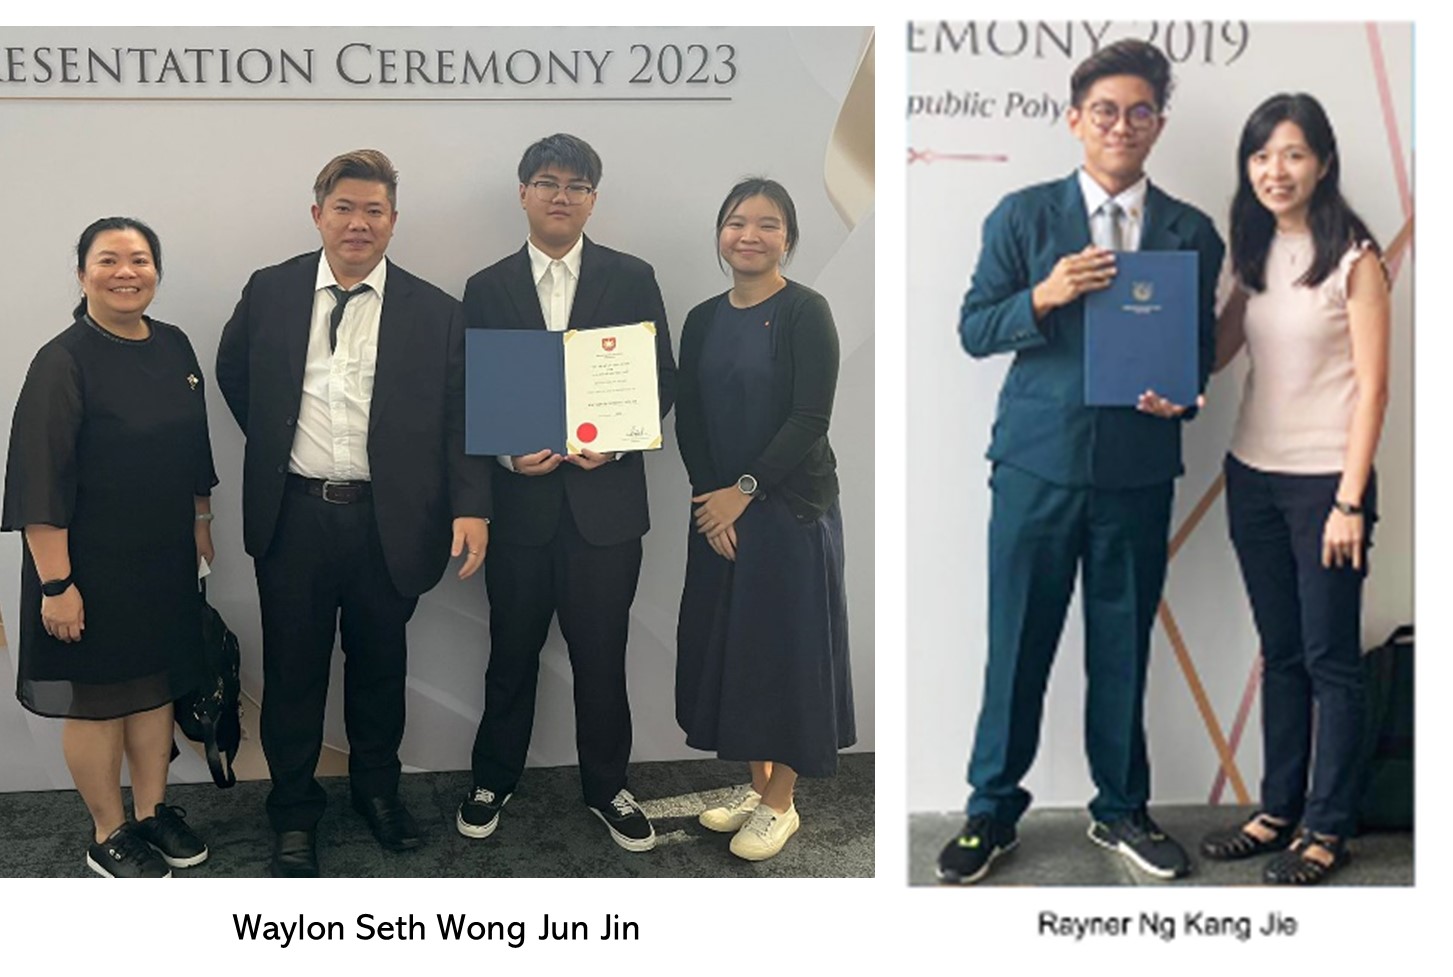 RESENTATION CEREMONY 2023
EMONY 2019
public Poly
Waylon Seth Wong Jun Jin
Rayner Ng Kang Jie